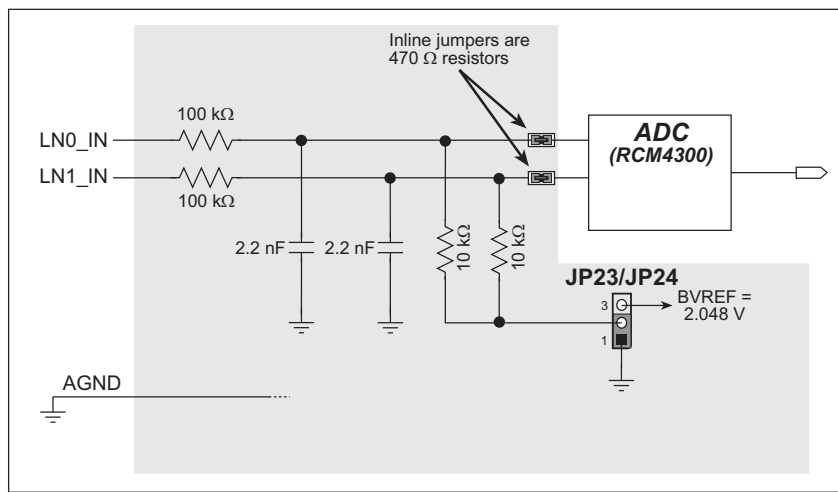 Inline jumpers are
470 Ω resistors
100 kΩ
LN0_IN
LN1_IN
100 kΩ
ADC
(RCM4300)
2.2 nF
2.2 nF
10 kΩ
10 kΩ
JP23/JP24
3
BVREF =
2.048 V
1
AGND